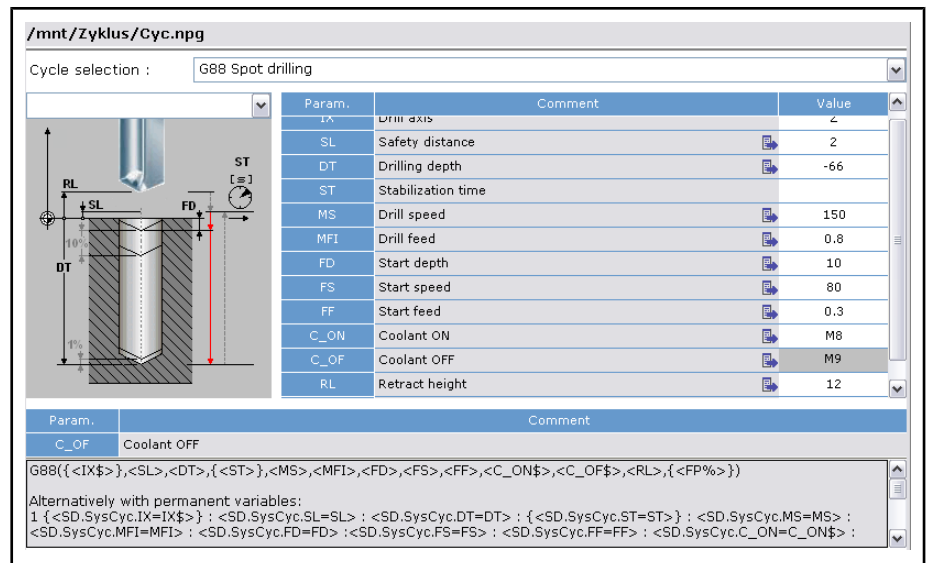 /mnt/Zyklus/Cyc.npg
Cycle selection : G88 Spot drilling
Param. Comment Value
IX Drill axis 2
SL Safety distance 2
DT Drilling depth -66
ST Stabilization time
MS Drill speed 150
MFI Drill feed 0.8
FD Start depth 10
FS Start speed 80
FF Start feed 0.3
C_ON Coolant ON M8
C_OF Coolant OFF M9
RL Retract height 12
ST
[≡]
RL
SL
FD
10%
DT
1%
Param. Comment
C_OF Coolant OFF
G88({<IX$>},<SL>,<DT>,{<ST>},<MS>,<MFI>,<FD>,<FS>,<FF>,<C_ON$>,<C_OF$>,<RL>,{<FP%>})
Alternatively with permanent variables:
1 {<SD.SysCyc.IX=IX$>} : <SD.SysCyc.SL=SL> : <SD.SysCyc.DT=DT> : {<SD.SysCyc.ST=ST>} : <SD.SysCyc.MS=MS> :
<SD.SysCyc.MFI=MFI> : <SD.SysCyc.FD=FD> :<SD.SysCyc.FS=FS> : <SD.SysCyc.FF=FF> : <SD.SysCyc.C_ON=C_ON$> :